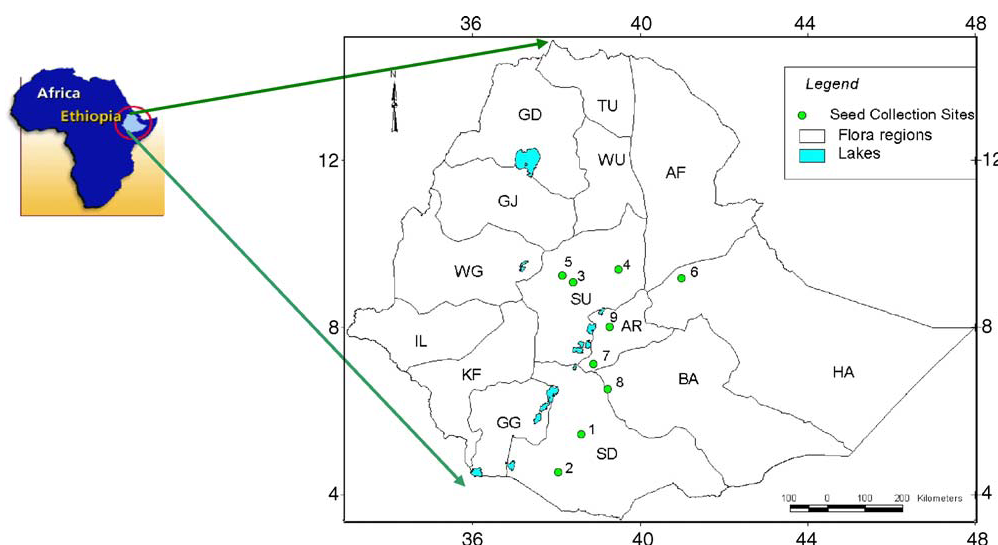 Africa
Ethiopia
36 40 44 48
N
12 12
8 8
4 4
36 40 44 48
Legend
Seed Collection Sites
Flora regions
Lakes
TU
GD
WU
AF
GJ
WG
5
3
4
6
SU
9
AR
IL
7
KF
8
BA
HA
GG
1
SD
2
100 0 100 200 Kilometers